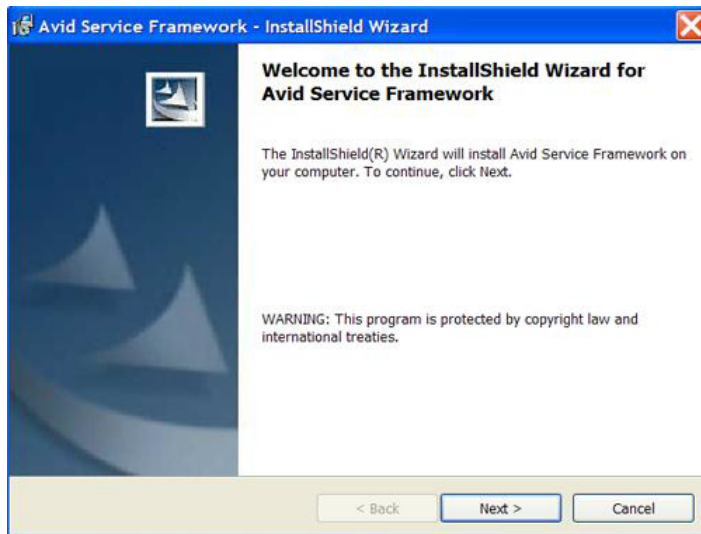 Avid Service Framework - InstallShield Wizard
Welcome to the InstallShield Wizard for
Avid Service Framework
The InstallShield(R) Wizard will install Avid Service Framework on
your computer. To continue, click Next.
WARNING: This program is protected by copyright law and
international treaties.
< Back
Next >
Cancel